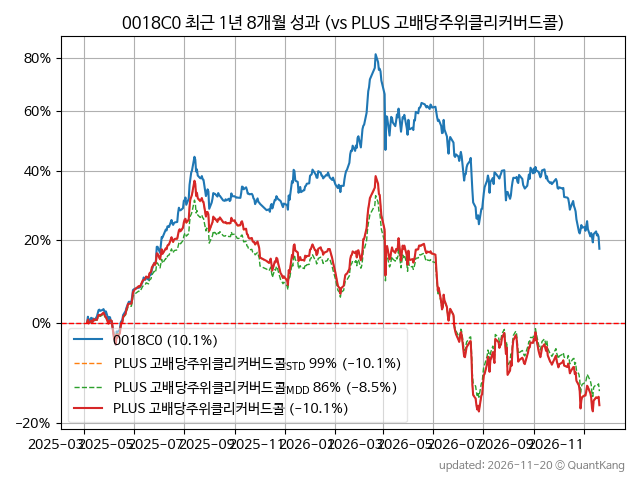 0018C0 최근 1년 8개월 성과 (vs PLUS 고배당주위클리커버드콜)
80%
60%
40%
20%
0%
−20%
0018C0 (10.1%)
PLUS 고배당주위클리커버드콜STD 99% (−10.1%)
PLUS 고배당주위클리커버드콜MDD 86% (−8.5%)
PLUS 고배당주위클리커버드콜 (−10.1%)
2025-03 2025-05 2025-07 2025-09 2025-11 2026-01 2026-03 2026-05 2026-07 2026-09 2026-11
updated: 2026-11-20 © QuantKang